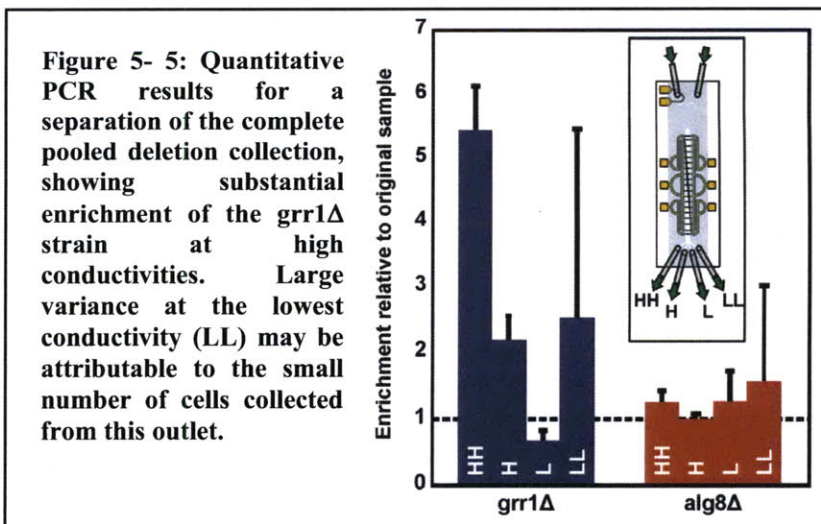 Figure 5- 5: Quantitative
PCR results for a
separation of the complete
pooled deletion collection,
showing substantial
enrichment of the grr1Δ
strain at high
conductivities. Large
variance at the lowest
conductivity (LL) may be
attributable to the small
number of cells collected
from this outlet.
Enrichment relative to original sample
7
6
5
4
3
2
1
0
HH
H
L
LL
HH
H
L
LL
HH
H
L
LL
grr1Δ
alg8Δ